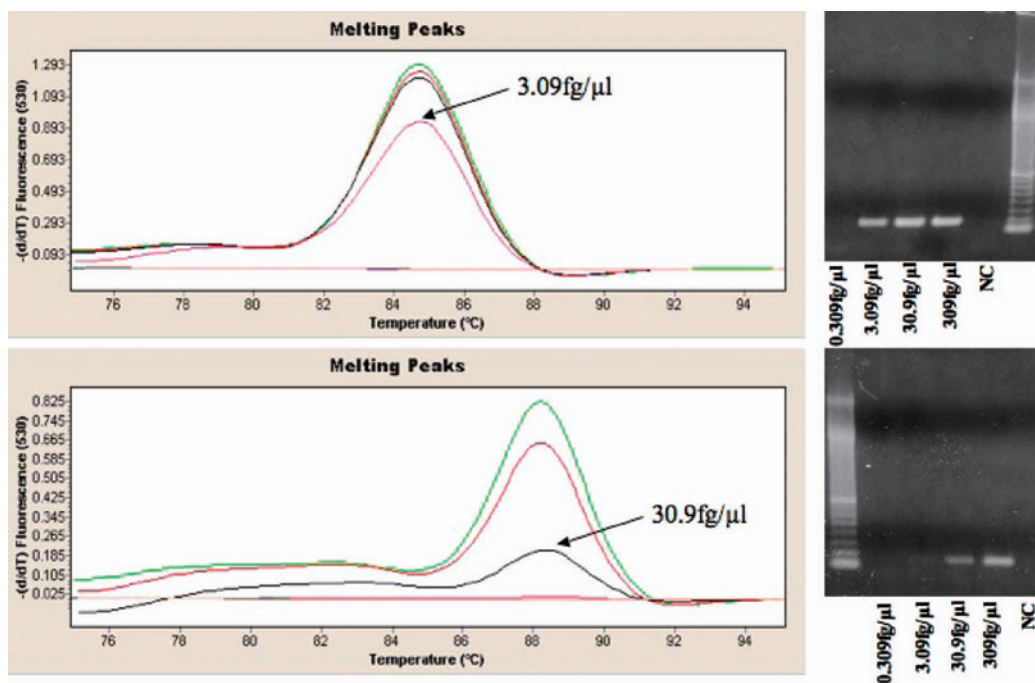 Melting Peaks
-(d/dT) Fluorescence (530)
1.293
1.093
0.893
0.693
0.493
0.293
0.093
3.09fg/µl
76 78 80 82 84 86 88 90 92 94
Temperature (°C)
0.309fg/µl
3.09fg/µl
30.9fg/µl
309fg/µl
NC
Melting Peaks
-(d/dT) Fluorescence (530)
0.825
0.745
0.665
0.585
0.505
0.425
0.345
0.265
0.185
0.105
0.025
30.9fg/µl
76 78 80 82 84 86 88 90 92 94
Temperature (°C)
0.309fg/µl
3.09fg/µl
30.9fg/µl
309fg/µl
NC